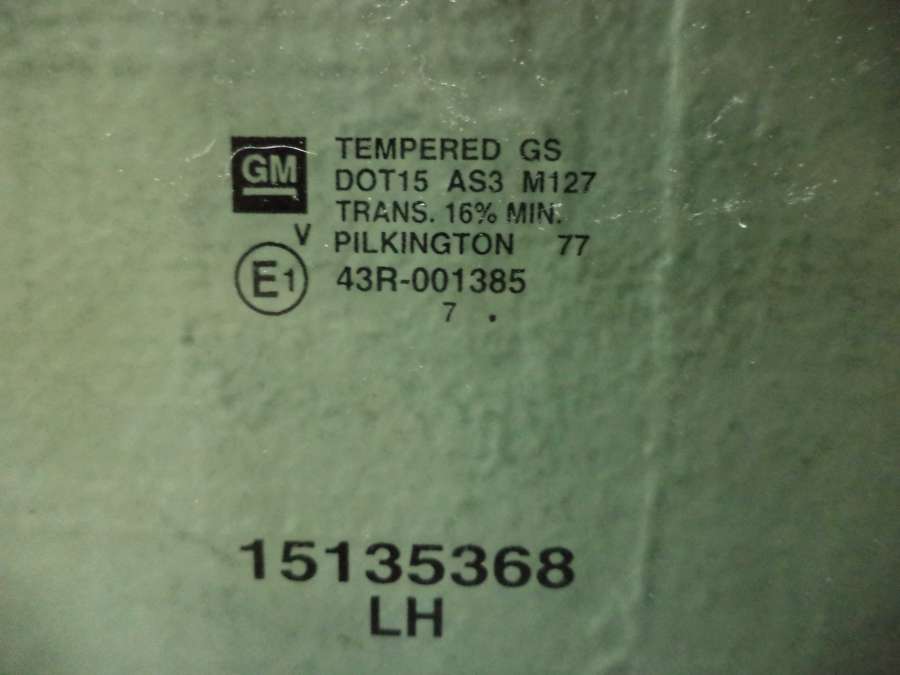 GM
TEMPERED GS
DOT15 AS3 M127
TRANS. 16% MIN.
V
PILKINGTON 77
E1
43R-001385
7 .
15135368
LH